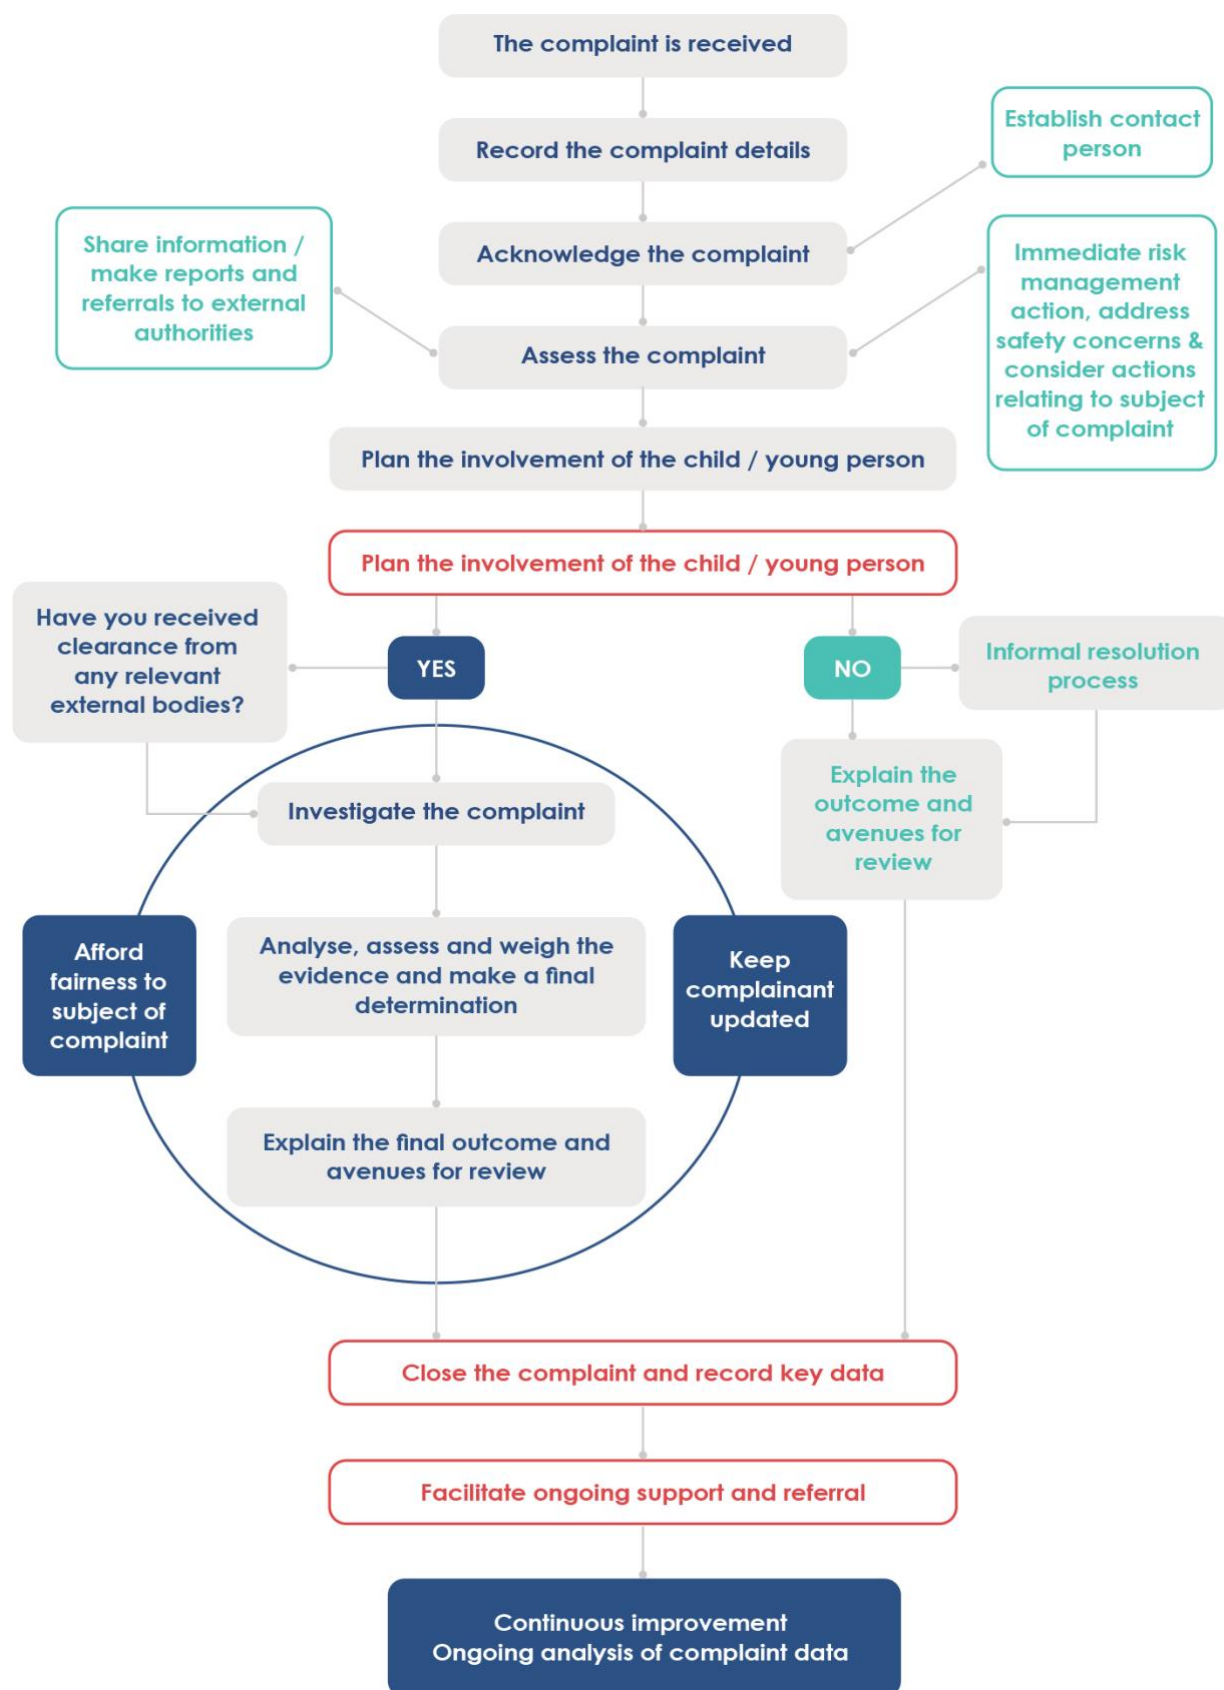 The complaint is received
Record the complaint details
Establish contact
person
Acknowledge the complaint
Share information /
make reports and
referrals to external
authorities
Immediate risk
management
action, address
safety concerns &
consider actions
relating to subject
of complaint
Assess the complaint
Plan the involvement of the child / young person
Plan the involvement of the child / young person
Have you received
clearance from
any relevant
external bodies?
YES
NO
Informal resolution
process
Explain the
outcome and
avenues for
review
Investigate the complaint
Afford
fairness to
subject of
complaint
Analyse, assess and weigh the
evidence and make a final
determination
Keep
complainant
updated
Explain the final outcome and
avenues for review
Close the complaint and record key data
Facilitate ongoing support and referral
Continuous improvement
Ongoing analysis of complaint data